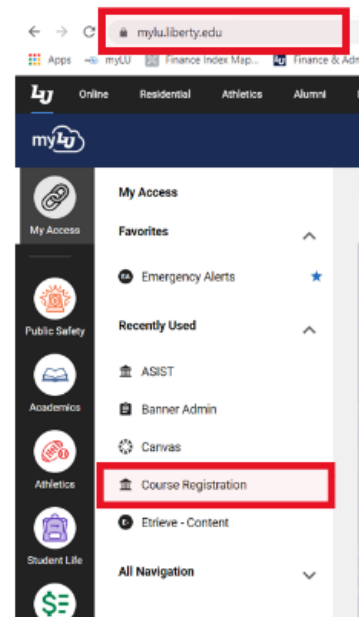 mylu.liberty.edu
Apps myLU Finance Index Map... Finance & Adm
LU Online Residential Athletics Alumni
myLU
My Access
My Access
Favorites
Emergency Alerts
Public Safety
Recently Used
ASIST
Academics
Banner Admin
Canvas
Athletics
Course Registration
Etrieve - Content
Student Life
All Navigation